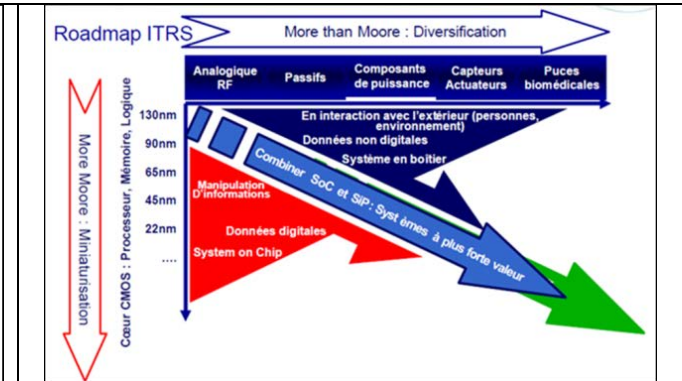 Roadmap ITRS
More than Moore : Diversification
Analogique
RF
Passifs
Composants
de puissance
Capteurs
Actuateurs
Puces
biomédicales
More Moore : Miniaturisation
Cœur CMOS : Processeur, Mémoire, Logique
130nm
90nm
65nm
45nm
22nm
....
En interaction avec l'extérieur (personnes,
environnement)
Données non digitales
Système en boîtier
Combiner SoC et SiP : Systèmes à plus forte valeur
Manipulation
D'informations
Données digitales
System on Chip